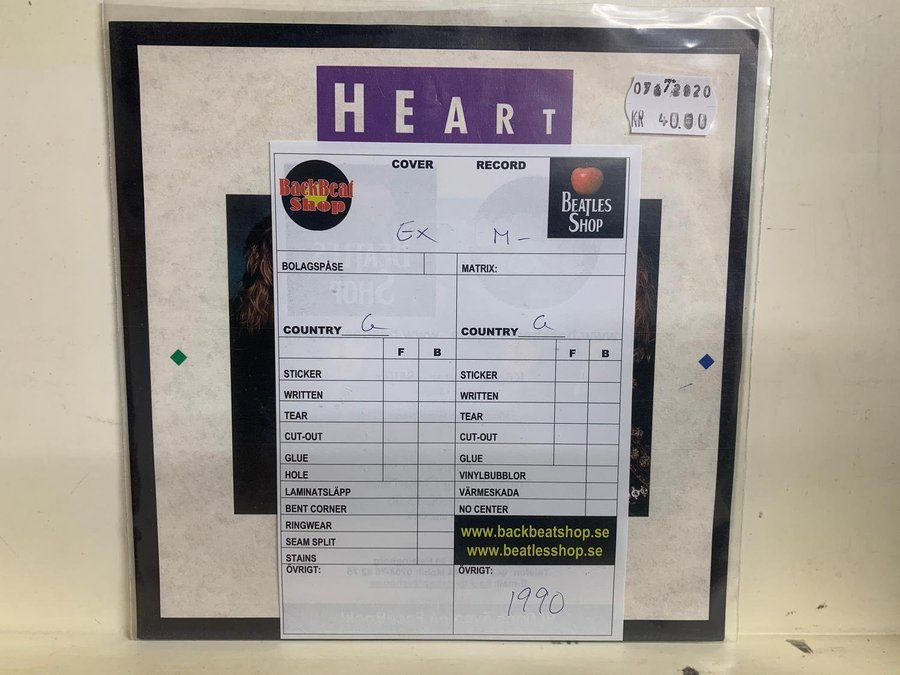 HEART
KR 40.00
COVER
RECORD
BackBeat
Shop
BEATLES
SHOP
EX
M-
BOLAGSPÅSE
MATRIX:
COUNTRY G
COUNTRY G
F B
F B
STICKER
STICKER
WRITTEN
WRITTEN
TEAR
TEAR
CUT-OUT
CUT-OUT
GLUE
GLUE
HOLE
VINYLBUBBLOR
LAMINATSLÄPP
VÄRMESKADA
BENT CORNER
NO CENTER
RINGWEAR
www.backbeatshop.se
SEAM SPLIT
www.beatlesshop.se
STAINS
ÖVRIGT:
ÖVRIGT:
1990